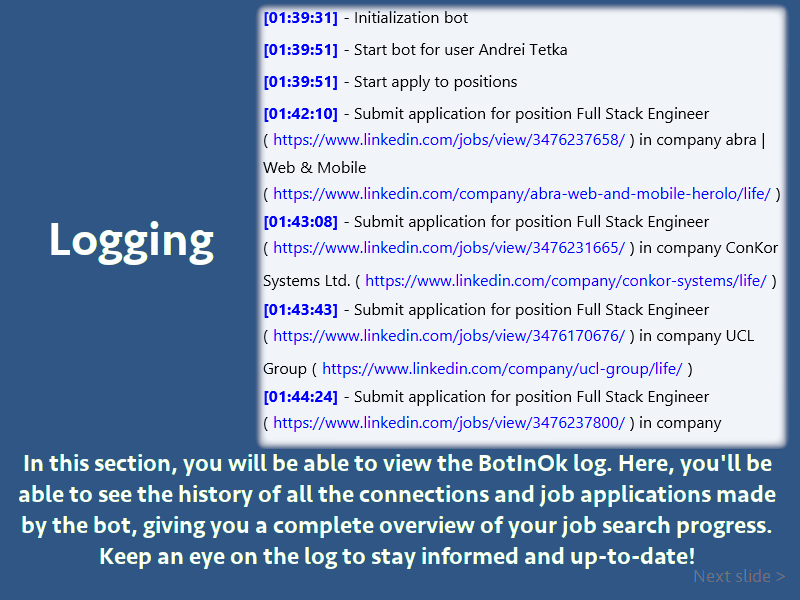 [01:39:31] - Initialization bot
[01:39:51] - Start bot for user Andrei Tetka
[01:39:51] - Start apply to positions
[01:42:10] - Submit application for position Full Stack Engineer
( https://www.linkedin.com/jobs/view/3476237658/ ) in company abra |
Web & Mobile
( https://www.linkedin.com/company/abra-web-and-mobile-herolo/life/ )
[01:43:08] - Submit application for position Full Stack Engineer
( https://www.linkedin.com/jobs/view/3476231665/ ) in company ConKor
Systems Ltd. ( https://www.linkedin.com/company/conkor-systems/life/ )
[01:43:43] - Submit application for position Full Stack Engineer
( https://www.linkedin.com/jobs/view/3476170676/ ) in company UCL
Group ( https://www.linkedin.com/company/ucl-group/life/ )
[01:44:24] - Submit application for position Full Stack Engineer
( https://www.linkedin.com/jobs/view/3476237800/ ) in company
Logging
In this section, you will be able to view the BotInOk log. Here, you'll be
able to see the history of all the connections and job applications made
by the bot, giving you a complete overview of your job search progress.
Keep an eye on the log to stay informed and up-to-date!
Next slide >